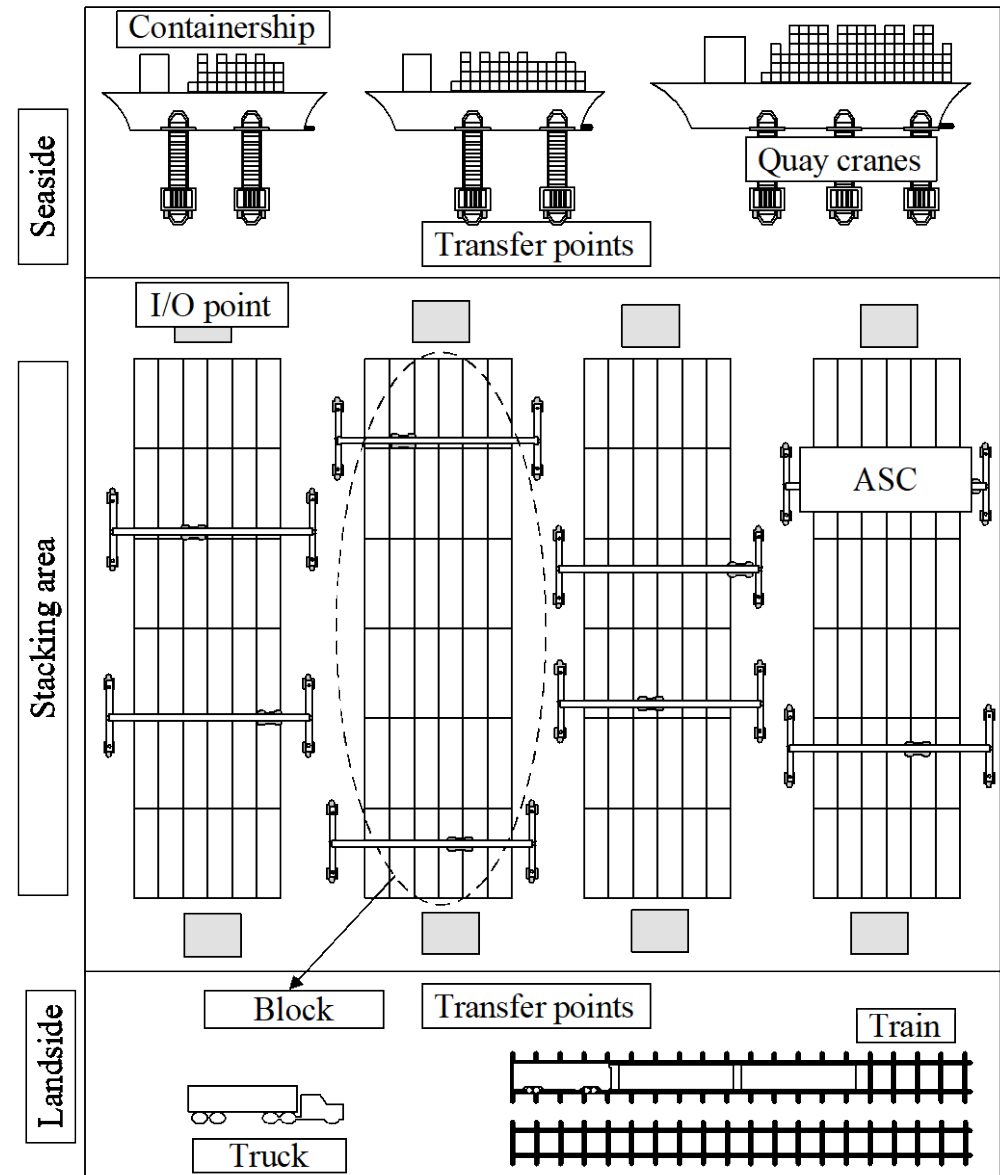 Containership
Seaside
Quay cranes
Transfer points
I/O point
ASC
Stacking area
Block
Transfer points
Train
Landside
Truck